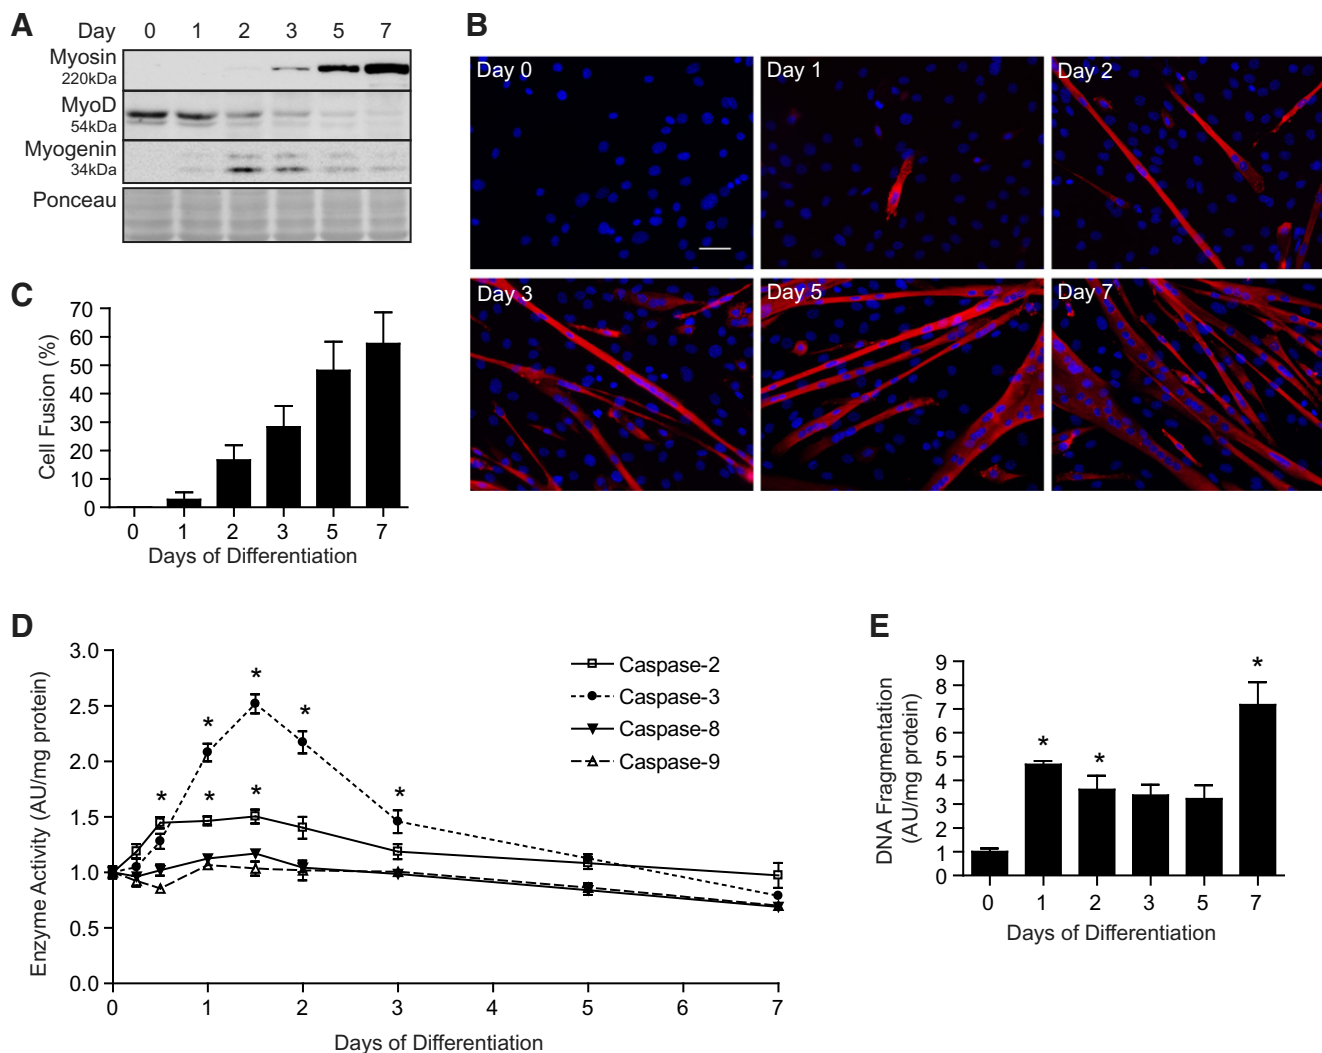 A
Day 0 1 2 3 5 7
Myosin
220kDa
MyoD
54kDa
Myogenin
34kDa
Ponceau
B
Day 0
Day 1
Day 2
Day 3
Day 5
Day 7
C
Cell Fusion (%)
70
60
50
40
30
20
10
0
0 1 2 3 5 7
Days of Differentiation
D
Enzyme Activity (AU/mg protein)
3.0
2.5
2.0
1.5
1.0
0.5
0.0
* * * *
* * *
Caspase-2
Caspase-3
Caspase-8
Caspase-9
0 1 2 3 4 5 6 7
Days of Differentiation
E
DNA Fragmentation
(AU/mg protein)
9
8
7
6
5
4
3
2
1
0
* * *
0 1 2 3 5 7
Days of Differentiation